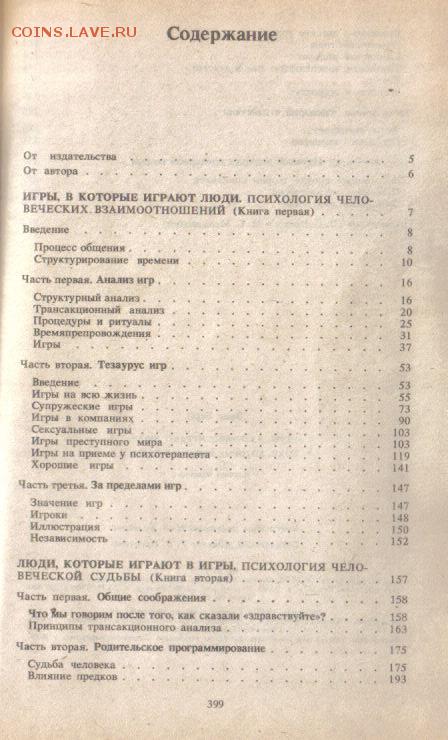 COINS.LAVE.RU
Содержание
От издательства . . . . . . . . . . . . . . . . 5
От автора . . . . . . . . . . . . . . . . 6
ИГРЫ, В КОТОРЫЕ ИГРАЮТ ЛЮДИ. ПСИХОЛОГИЯ ЧЕЛО-
ВЕЧЕСКИХ ВЗАИМООТНОШЕНИЙ (Книга первая) . . . . . 7
Введение . . . . . . . . . . . . . . . . 8
Процесс общения . . . . . . . . . . . . . . . . 8
Структурирование времени . . . . . . . . . . . . 10
Часть первая. Анализ игр . . . . . . . . . . . . . 16
Структурный анализ . . . . . . . . . . . . . 16
Трансакционный анализ . . . . . . . . . . . . 20
Процедуры и ритуалы . . . . . . . . . . . . 25
Времяпрепровождения . . . . . . . . . . . . 31
Игры . . . . . . . . . . . . . . . . 37
Часть вторая. Тезаурус игр . . . . . . . . . . . . 53
Введение . . . . . . . . . . . . . . . . 53
Игры на всю жизнь . . . . . . . . . . . . . 55
Супружеские игры . . . . . . . . . . . . . 73
Игры в компаниях . . . . . . . . . . . . . 90
Сексуальные игры . . . . . . . . . . . . . 103
Игры преступного мира . . . . . . . . . . . . 103
Игры на приеме у психотерапевта . . . . . . . . . 119
Хорошие игры . . . . . . . . . . . . . . 141
Часть третья. За пределами игр . . . . . . . . . . . 147
Значение игр . . . . . . . . . . . . . . 147
Игроки . . . . . . . . . . . . . . . . 148
Иллюстрация . . . . . . . . . . . . . . 150
Независимость . . . . . . . . . . . . . . 152
ЛЮДИ, КОТОРЫЕ ИГРАЮТ В ИГРЫ. ПСИХОЛОГИЯ ЧЕЛО-
ВЕЧЕСКОЙ СУДЬБЫ (Книга вторая) . . . . . . . . . 157
Часть первая. Общие соображения . . . . . . . . . . 158
Что мы говорим после того, как сказали «здравствуйте»? . . . 158
Принципы трансакционного анализа . . . . . . . . . 163
Часть вторая. Родительское программирование . . . . . . . 175
Судьба человека . . . . . . . . . . . . . 175
Влияние предков . . . . . . . . . . . . . 193
399